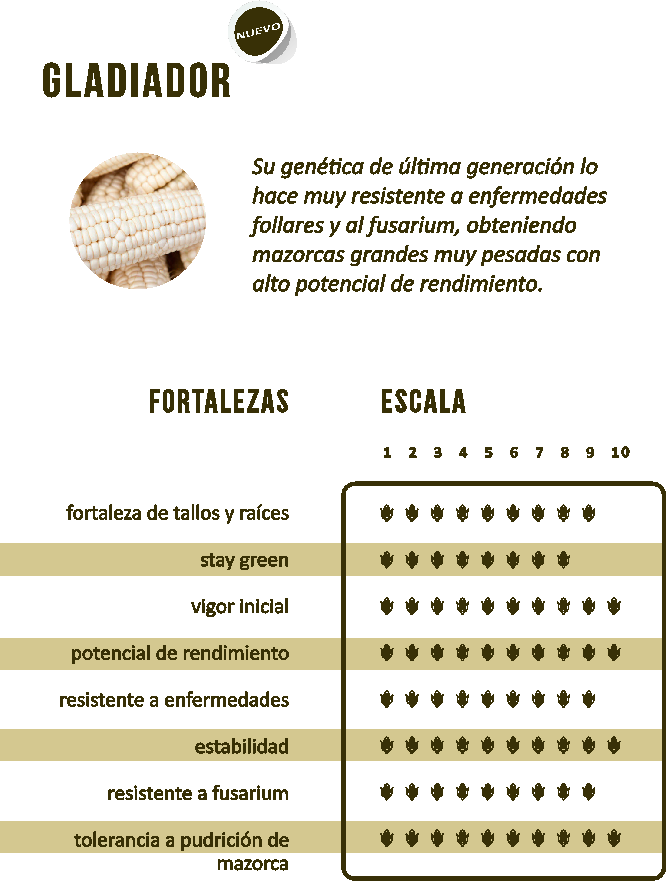 NUEVO
GLADIADOR
Su genética de última generación lo
hace muy resistente a enfermedades
follares y al fusarium, obteniendo
mazorcas grandes muy pesadas con
alto potencial de rendimiento.
FORTALEZAS ESCALA
1 2 3 4 5 6 7 8 9 10
fortaleza de tallos y raíces
stay green
vigor inicial
potencial de rendimiento
resistente a enfermedades
estabilidad
resistente a fusarium
tolerancia a pudrición de
mazorca